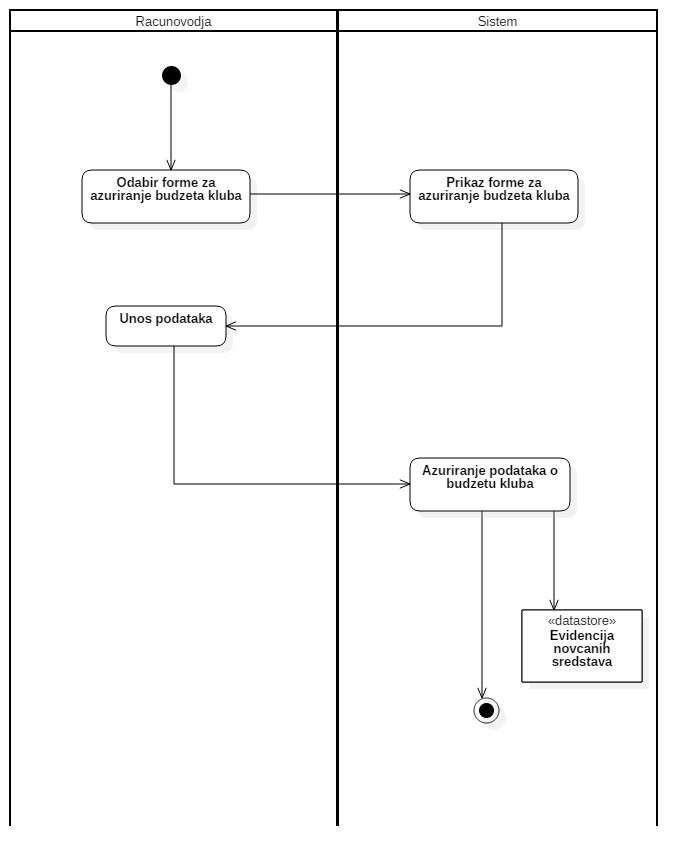 Racunovodja
Sistem
Odabir forme za
azuriranje budzeta kluba
Prikaz forme za
azuriranje budzeta kluba
Unos podataka
Azuriranje podataka o
budzetu kluba
«datastore»
Evidencija
novcanih
sredstava